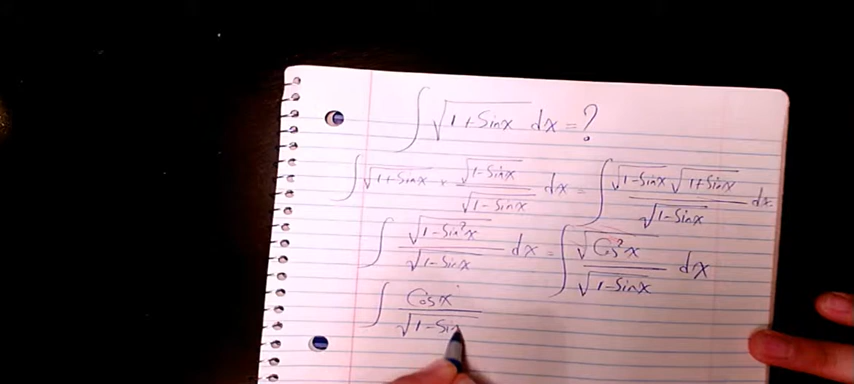 ∫ √(1+Sinx) dx = ?
∫ √(1+Sinx) × √(1-Sinx) / √(1-Sinx) dx = ∫ √(1-Sinx) √(1+Sinx) / √(1-Sinx) dx
∫ √(1-Sin²x) / √(1-Sinx) dx = ∫ √(Cos²x) / √(1-Sinx) dx
∫ Cosx / √(1-Sin